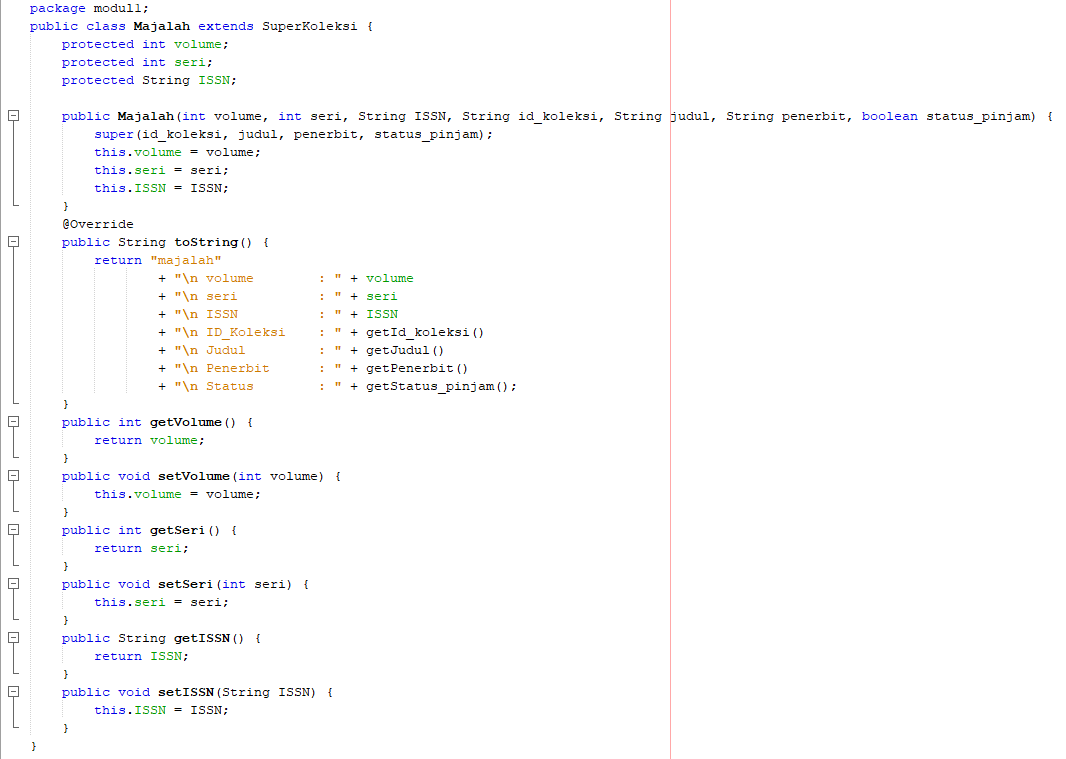 package modul1;
public class Majalah extends SuperKoleksi {
    protected int volume;
    protected int seri;
    protected String ISSN;

    public Majalah(int volume, int seri, String ISSN, String id_koleksi, String judul, String penerbit, boolean status_pinjam) {
        super(id_koleksi, judul, penerbit, status_pinjam);
        this.volume = volume;
        this.seri = seri;
        this.ISSN = ISSN;
    }
    @Override
    public String toString() {
        return "majalah"
                + "\n volume        : " + volume
                + "\n seri          : " + seri
                + "\n ISSN          : " + ISSN
                + "\n ID_Koleksi    : " + getId_koleksi()
                + "\n Judul         : " + getJudul()
                + "\n Penerbit      : " + getPenerbit()
                + "\n Status        : " + getStatus_pinjam();
    }
    public int getVolume() {
        return volume;
    }
    public void setVolume(int volume) {
        this.volume = volume;
    }
    public int getSeri() {
        return seri;
    }
    public void setSeri(int seri) {
        this.seri = seri;
    }
    public String getISSN() {
        return ISSN;
    }
    public void setISSN(String ISSN) {
        this.ISSN = ISSN;
    }
}